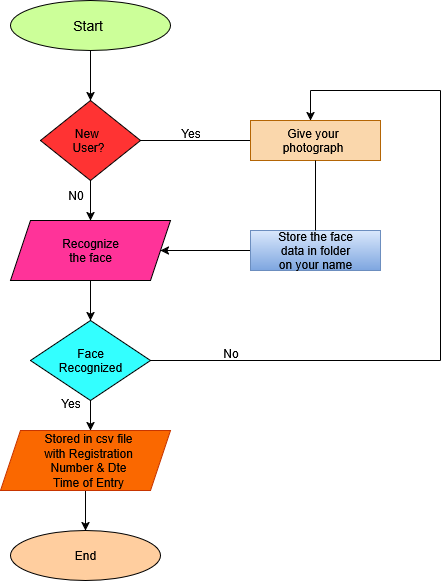 Start
New
User?
Yes
Give your
photograph
N0
Recognize
the face
Store the face
data in folder
on your name
Face
Recognized
No
Yes
Stored in csv file
with Registration
Number & Dte
Time of Entry
End